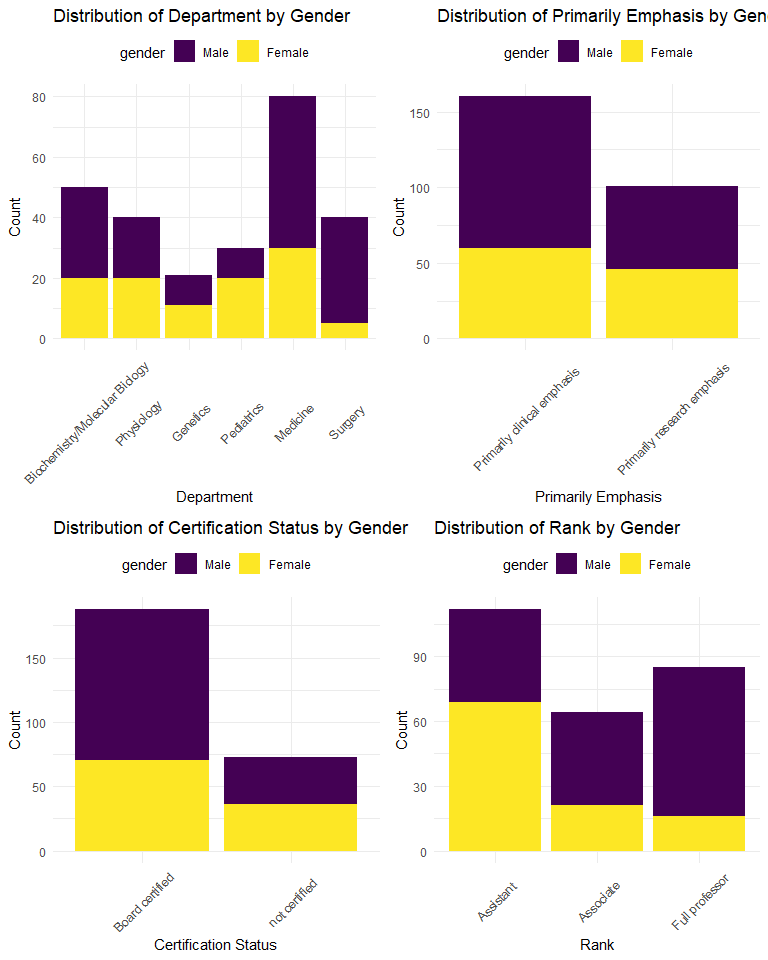 Distribution of Department by Gender
gender Male Female
80
60
40
20
0
Count
Biochemistry/Molecular Biology
Physiology
Genetics
Pediatrics
Medicine
Surgery
Department
Distribution of Primarily Emphasis by Gen
gender Male Female
150
100
50
0
Count
Primarily clinical emphasis
Primarily research emphasis
Primarily Emphasis
Distribution of Certification Status by Gender
gender Male Female
150
100
50
0
Count
Board certified
not certified
Certification Status
Distribution of Rank by Gender
gender Male Female
90
60
30
0
Count
Assistant
Associate
Full professor
Rank